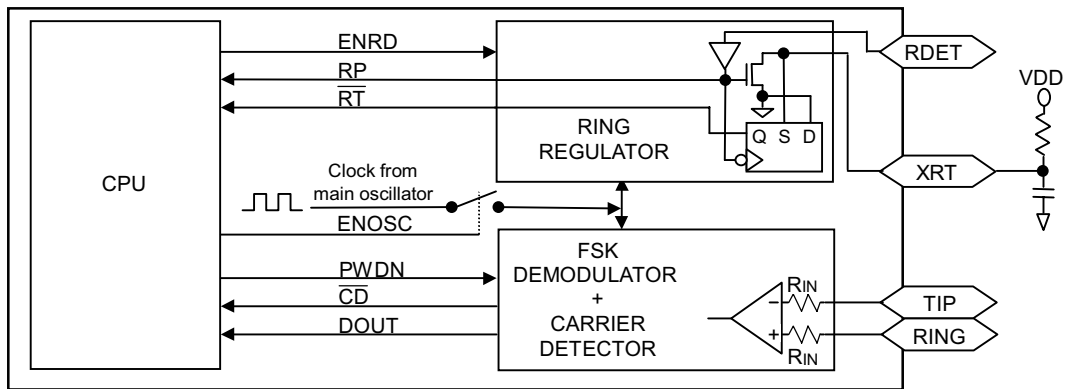 CPU
ENRD
RP
RT
Clock from
main oscillator
ENOSC
PWDN
CD
DOUT
RING
REGULATOR
Q S D
FSK
DEMODULATOR
+
CARRIER
DETECTOR
RIN
−
+
RIN
RDET
VDD
XRT
TIP
RING